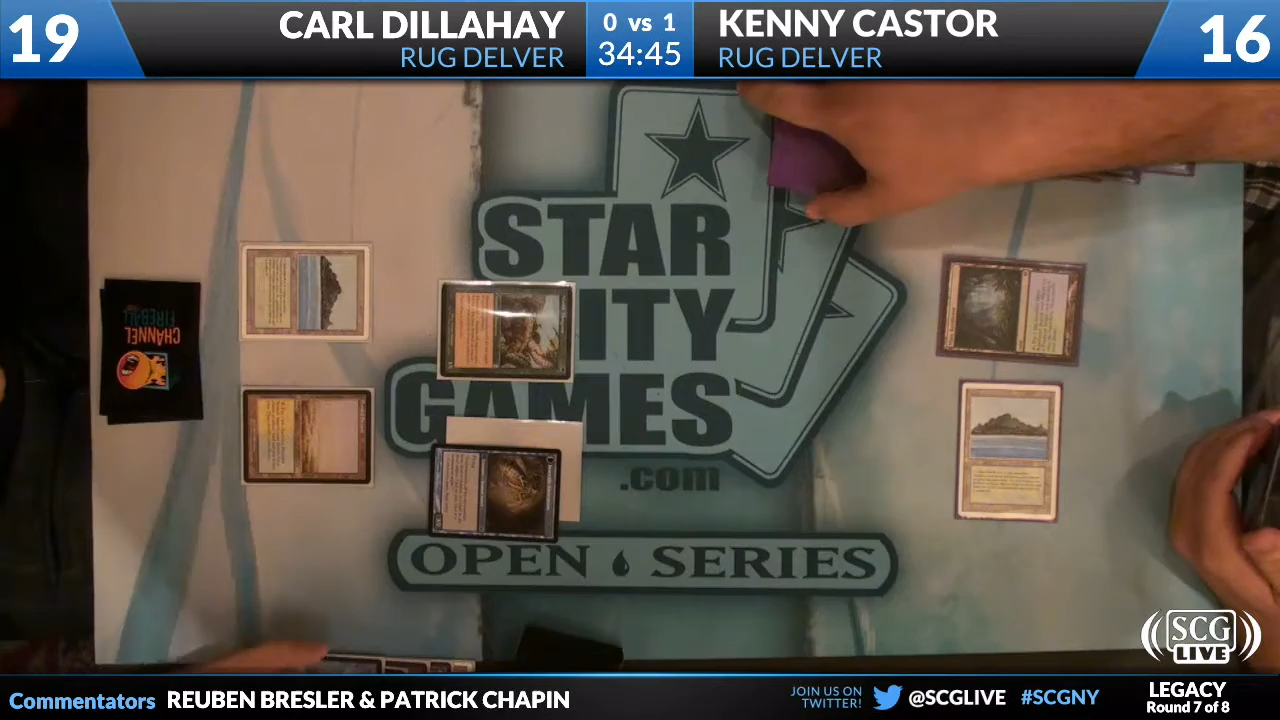 19
CARL DILLAHAY
RUG DELVER
0 vs 1
34:45
KENNY CASTOR
RUG DELVER
16
STAR
CITY
GAMES
.com
OPEN SERIES
CHANNEL
FIREBALL
SCG
LIVE
Commentators REUBEN BRESLER & PATRICK CHAPIN
JOIN US ON
TWITTER!
@SCGLIVE #SCGNY
LEGACY
Round 7 of 8